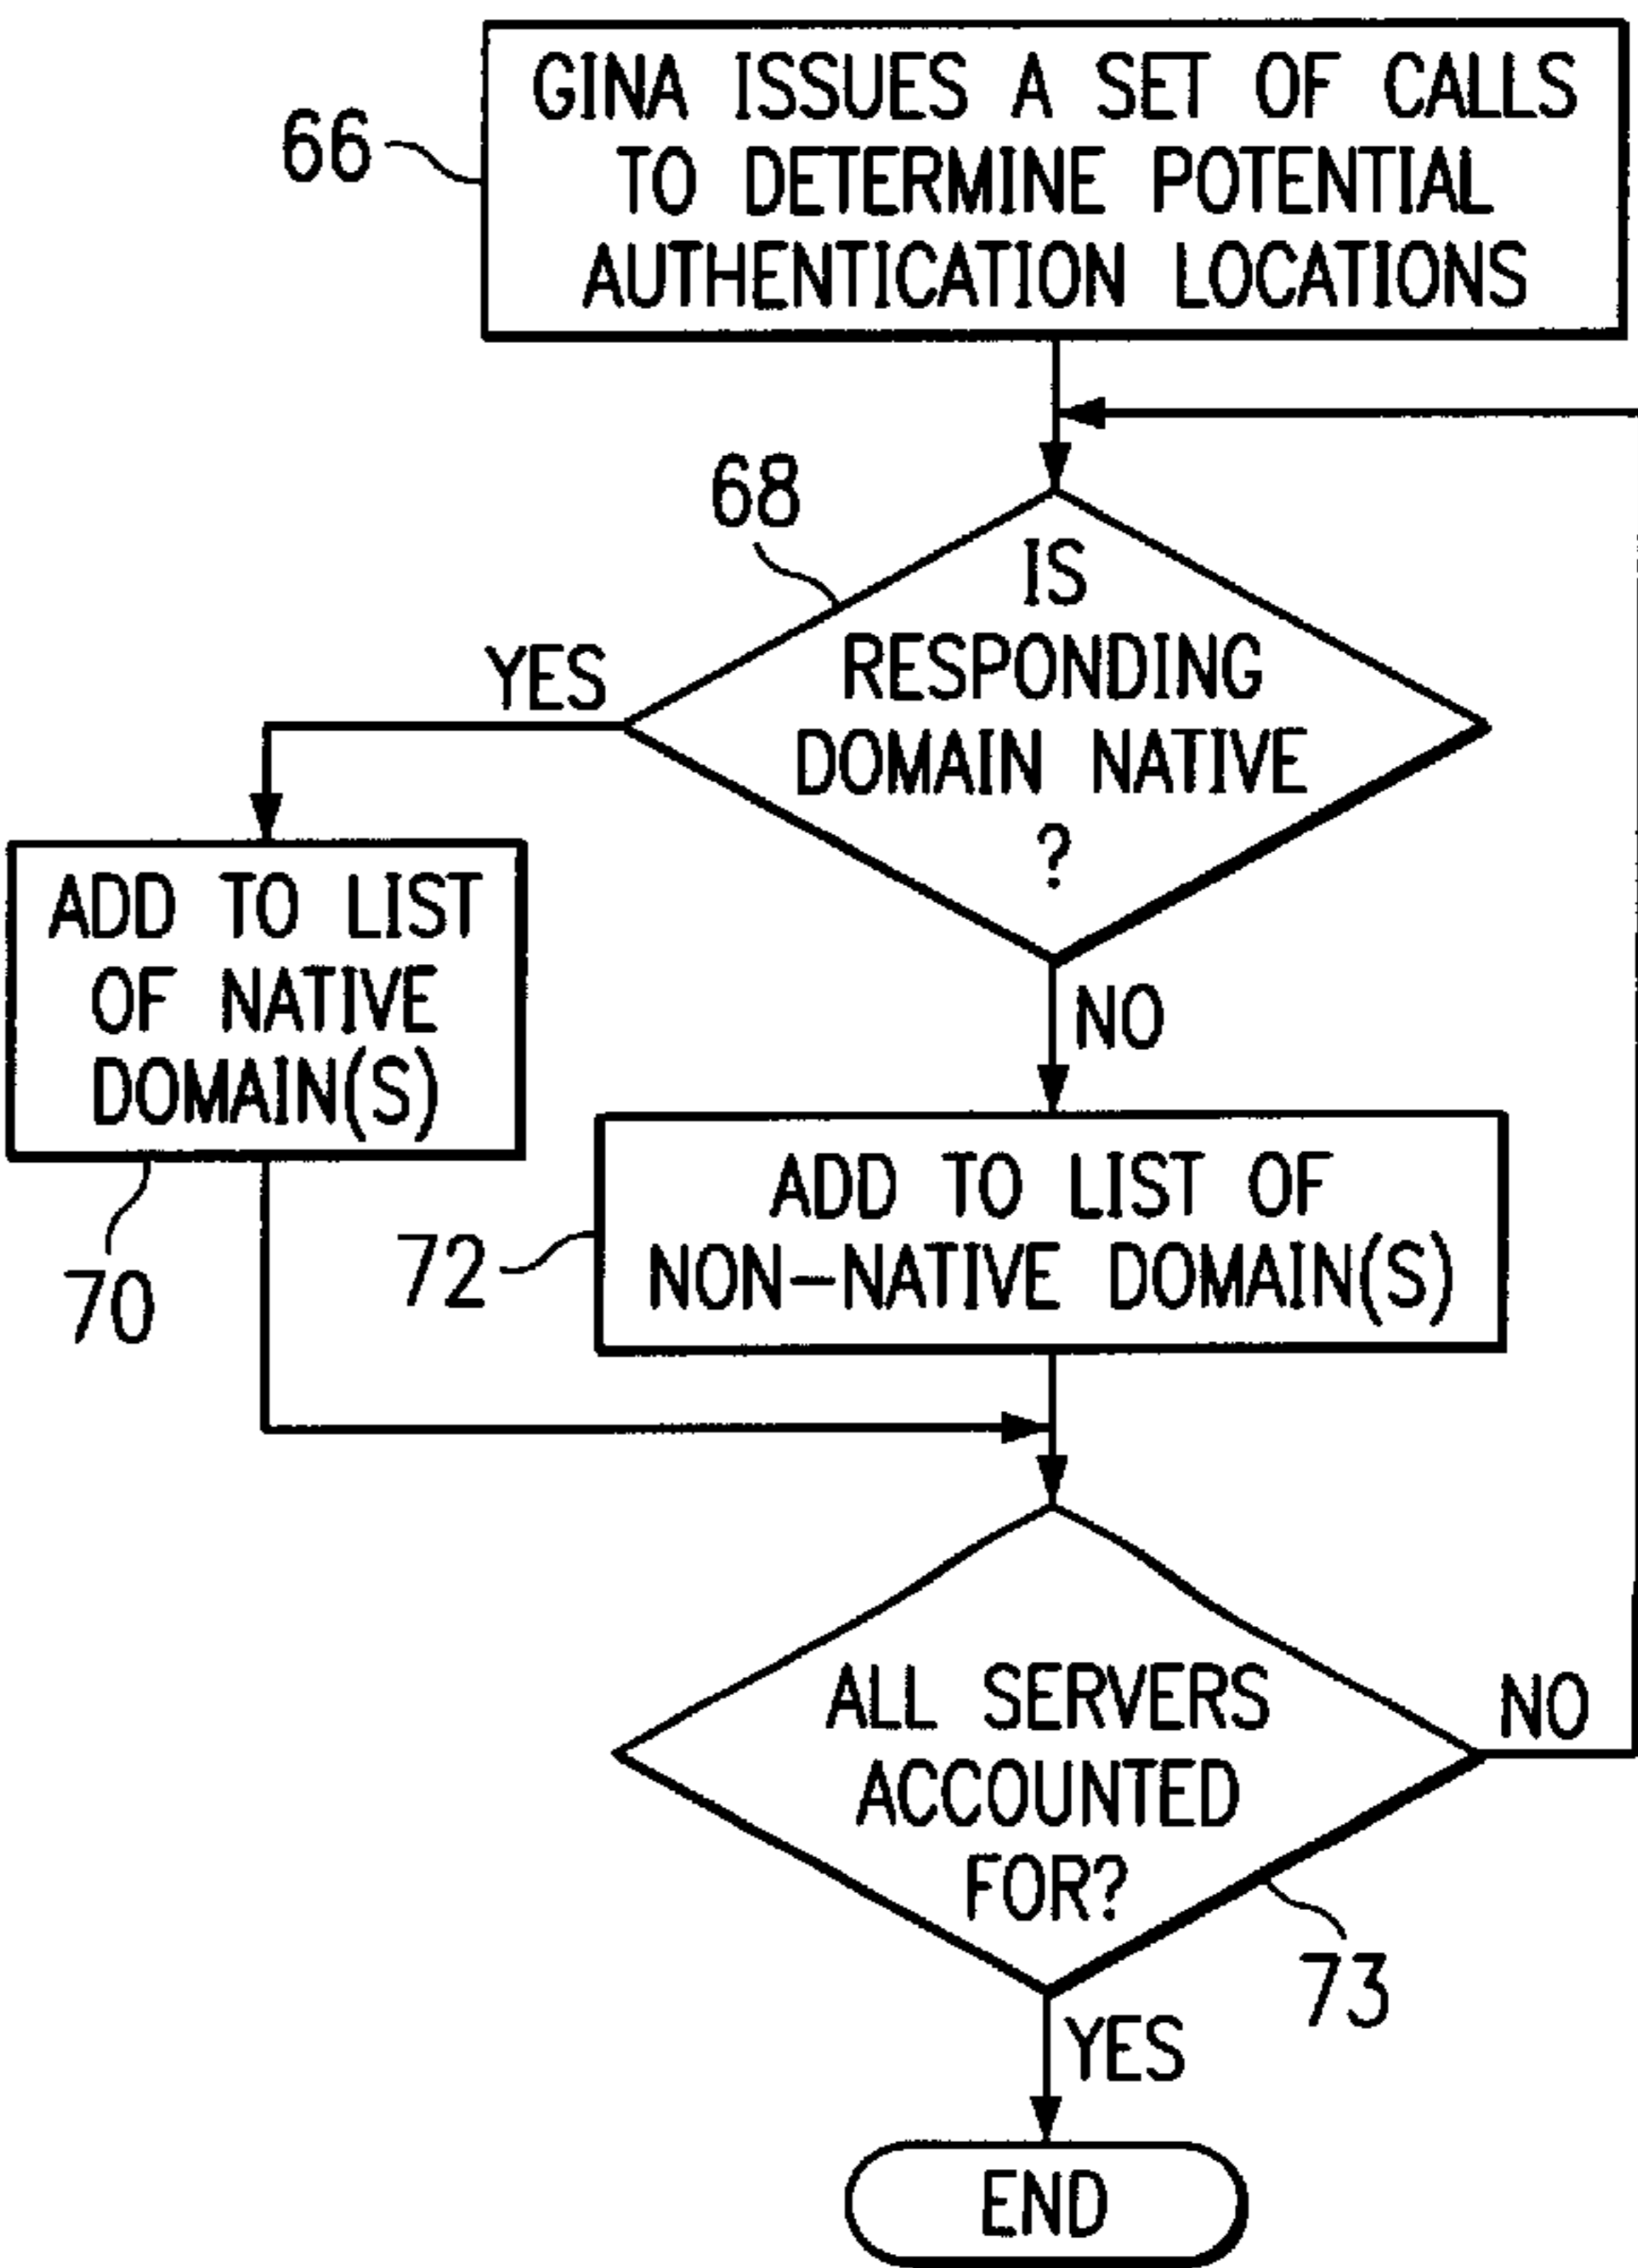 GINA ISSUES A SET OF CALLS
TO DETERMINE POTENTIAL
AUTHENTICATION LOCATIONS
66
68
IS
RESPONDING
DOMAIN NATIVE
?
YES
NO
ADD TO LIST
OF NATIVE
DOMAIN(S)
70
72
ADD TO LIST OF
NON-NATIVE DOMAIN(S)
ALL SERVERS
ACCOUNTED
FOR?
NO
73
YES
END